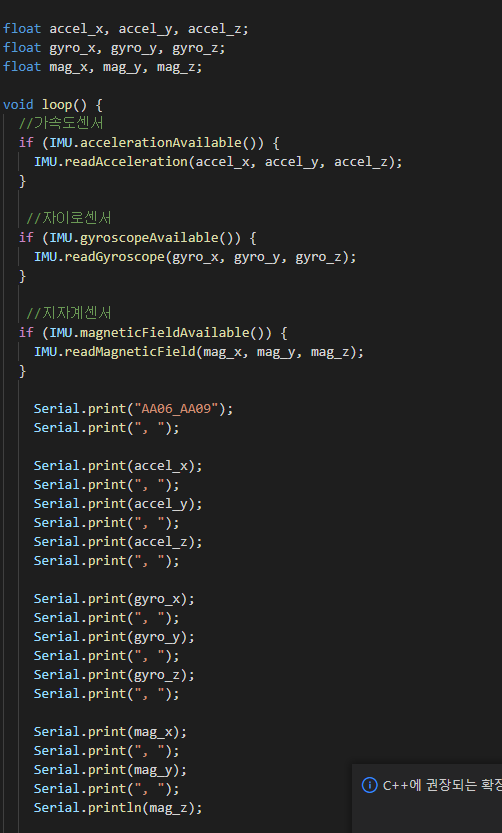 float accel_x, accel_y, accel_z;
float gyro_x, gyro_y, gyro_z;
float mag_x, mag_y, mag_z;
void loop() {
//가속도센서
if (IMU.accelerationAvailable()) {
IMU.readAcceleration(accel_x, accel_y, accel_z);
}
//자이로센서
if (IMU.gyroscopeAvailable()) {
IMU.readGyroscope(gyro_x, gyro_y, gyro_z);
}
//지자계센서
if (IMU.magneticFieldAvailable()) {
IMU.readMagneticField(mag_x, mag_y, mag_z);
}
Serial.print("AA06_AA09");
Serial.print(", ");
Serial.print(accel_x);
Serial.print(", ");
Serial.print(accel_y);
Serial.print(", ");
Serial.print(accel_z);
Serial.print(", ");
Serial.print(gyro_x);
Serial.print(", ");
Serial.print(gyro_y);
Serial.print(", ");
Serial.print(gyro_z);
Serial.print(", ");
Serial.print(mag_x);
Serial.print(", ");
Serial.print(mag_y);
Serial.print(", ");
Serial.println(mag_z);
C++에 권장되는 확장